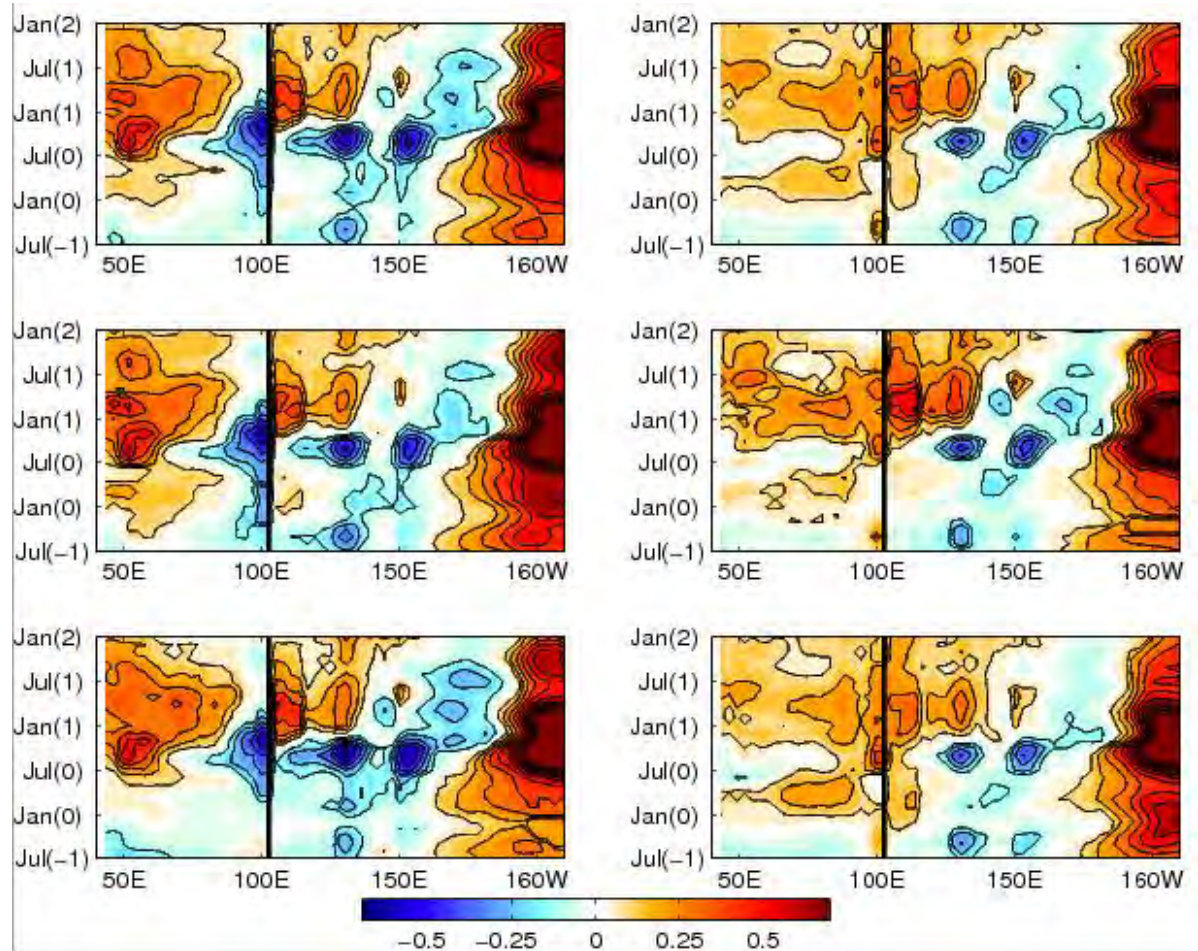 Jan(2) Jan(2)
Jul(1) Jul(1)
Jan(1) Jan(1)
Jul(0) Jul(0)
Jan(0) Jan(0)
Jul(−1) Jul(−1)
50E 100E 150E 160W 50E 100E 150E 160W
Jan(2) Jan(2)
Jul(1) Jul(1)
Jan(1) Jan(1)
Jul(0) Jul(0)
Jan(0) Jan(0)
Jul(−1) Jul(−1)
50E 100E 150E 160W 50E 100E 150E 160W
Jan(2) Jan(2)
Jul(1) Jul(1)
Jan(1) Jan(1)
Jul(0) Jul(0)
Jan(0) Jan(0)
Jul(−1) Jul(−1)
50E 100E 150E 160W 50E 100E 150E 160W
−0.5 −0.25 0 0.25 0.5